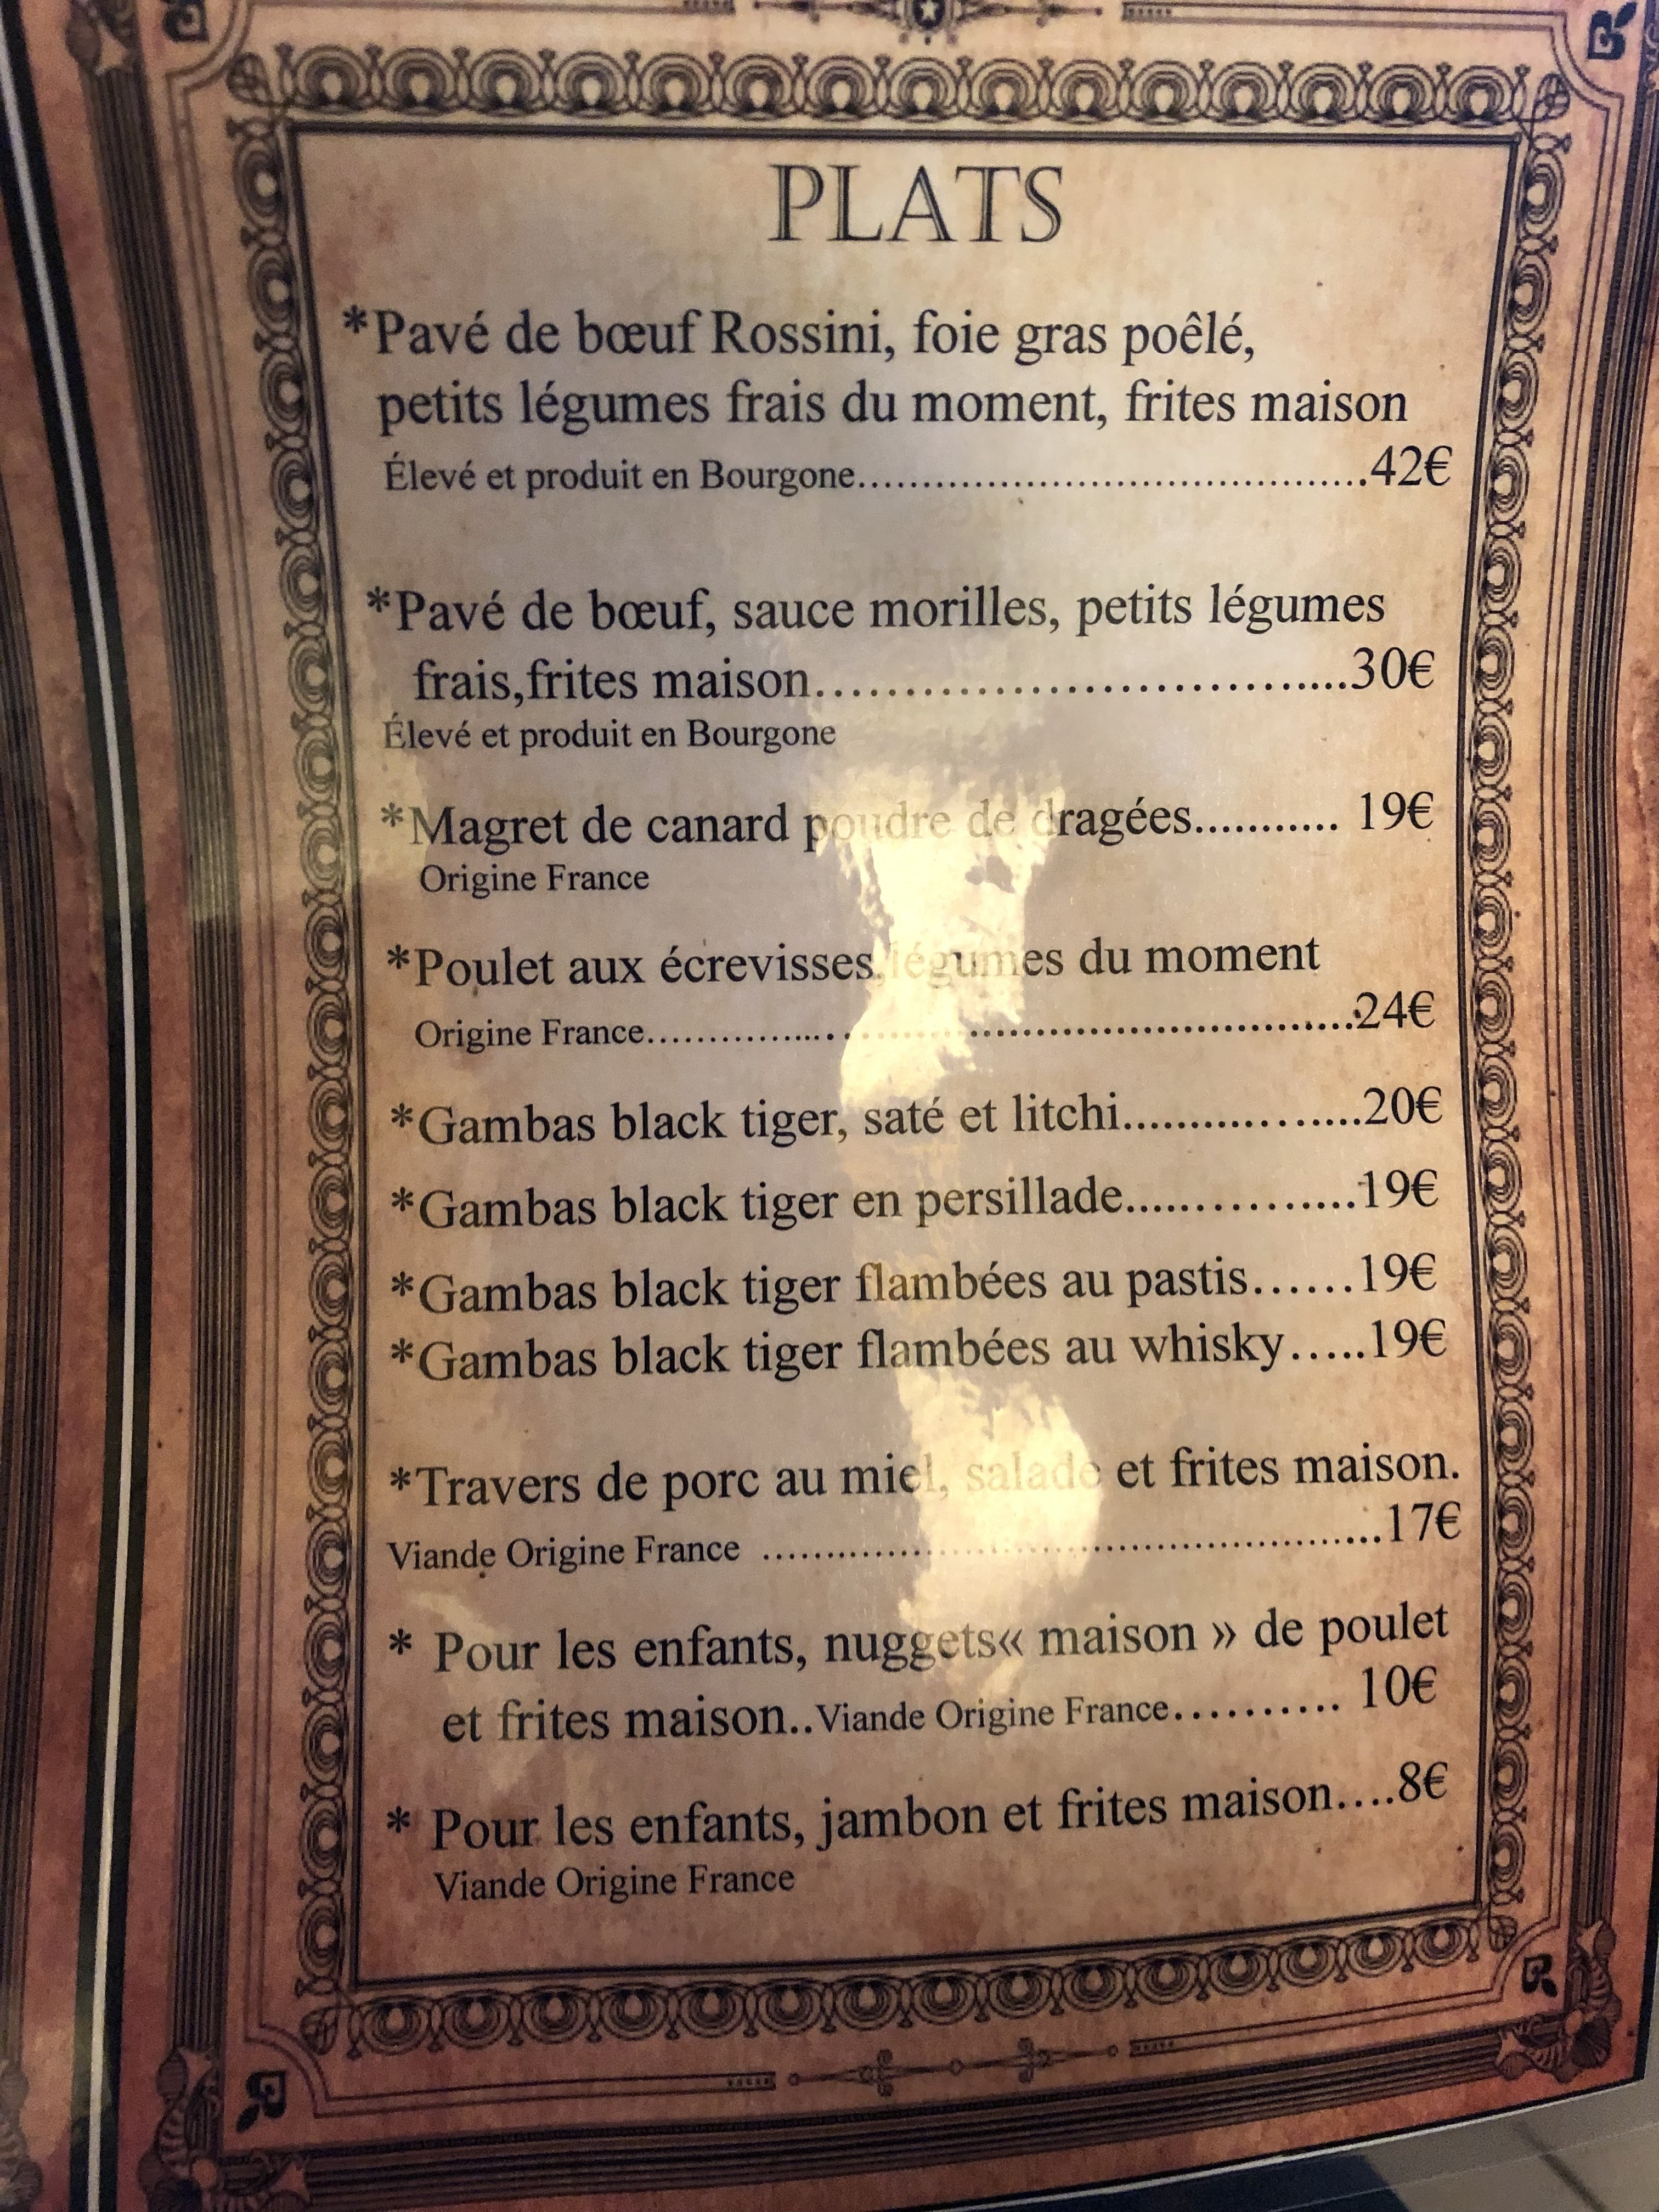 PLATS
*Pavé de bœuf Rossini, foie gras poêlé,
petits légumes frais du moment, frites maison
Élevé et produit en Bourgone.......................................42€
*Pavé de bœuf, sauce morilles, petits légumes
frais,frites maison..................................30€
Élevé et produit en Bourgone
*Magret de canard poudre de dragées........... 19€
Origine France
*Poulet aux écrevisses,légumes du moment
Origine France.......................................................24€
*Gambas black tiger, saté et litchi...................20€
*Gambas black tiger en persillade..................19€
*Gambas black tiger flambées au pastis......19€
*Gambas black tiger flambées au whisky.....19€
*Travers de porc au miel, salade et frites maison.
Viande Origine France ..................................................17€
* Pour les enfants, nuggets« maison » de poulet
et frites maison..Viande Origine France.......... 10€
* Pour les enfants, jambon et frites maison....8€
Viande Origine France